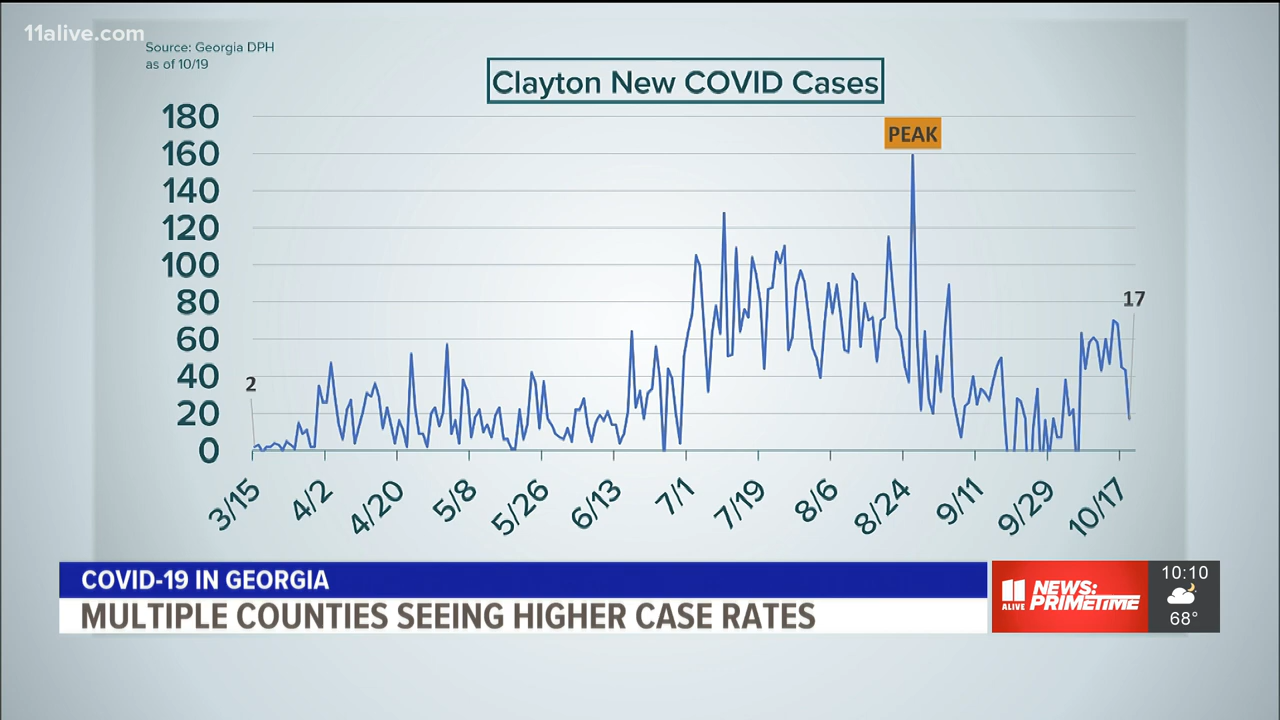 11alive.com
Source: Georgia DPH
as of 10/19
Clayton New COVID Cases
180
160
140
120
100
80
60
40
20
0
2
PEAK
17
3/15
4/2
4/20
5/8
5/26
6/13
7/1
7/19
8/6
8/24
9/11
9/29
10/17
COVID-19 IN GEORGIA
MULTIPLE COUNTIES SEEING HIGHER CASE RATES
11 ALIVE
NEWS:
PRIMETIME
10:10
68°